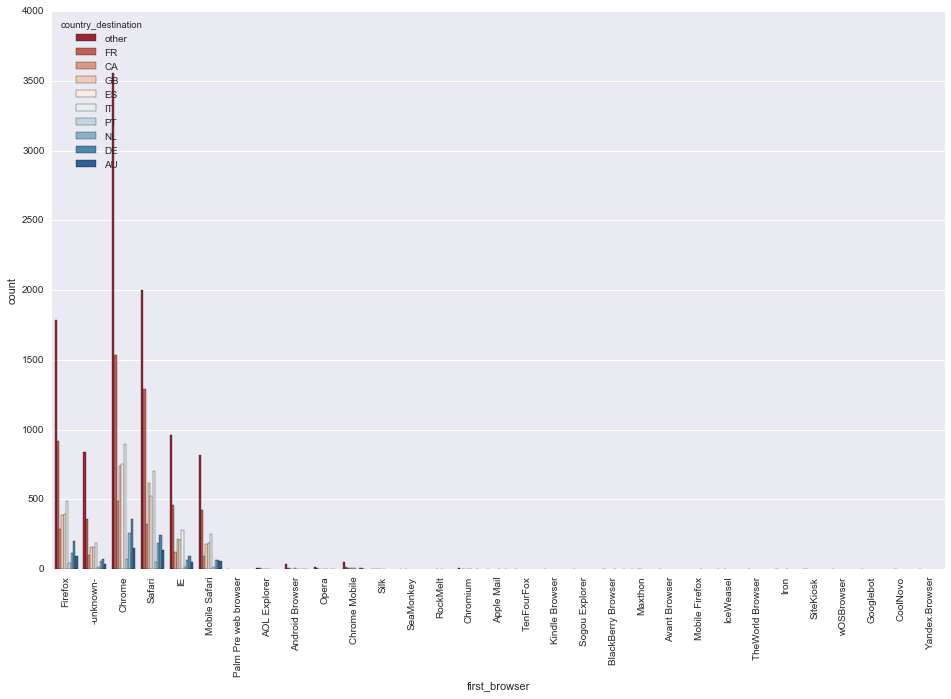 country_destination
other
FR
CA
GB
ES
IT
PT
NL
DE
AU
4000
3500
3000
2500
2000
1500
1000
500
0
count
Firefox
-unknown-
Chrome
Safari
IE
Mobile Safari
Palm Pre web browser
AOL Explorer
Android Browser
Opera
Chrome Mobile
Silk
SeaMonkey
RockMelt
Chromium
Apple Mail
TenFourFox
Kindle Browser
Sogou Explorer
BlackBerry Browser
Maxthon
Avant Browser
Mobile Firefox
IceWeasel
TheWorld Browser
Iron
SiteKiosk
wOSBrowser
Googlebot
CoolNovo
Yandex.Browser
first_browser